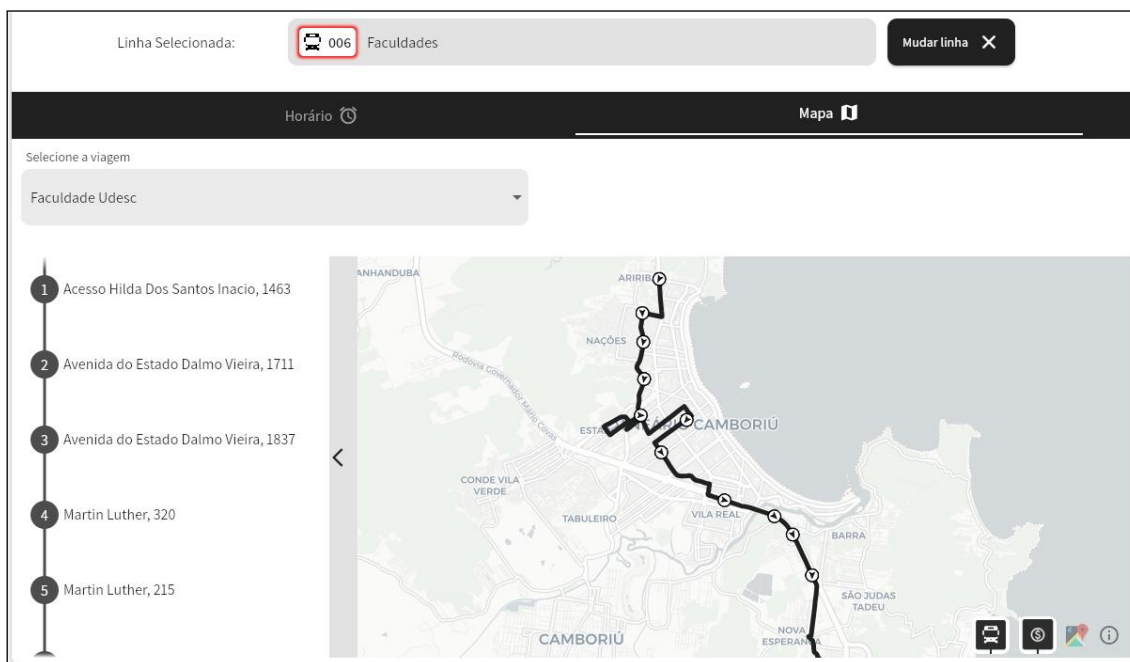 Linha Selecionada:
006 Faculdades
Mudar linha
Horário
Mapa
Selecione a viagem
Faculdade Udesc
1 Acesso Hilda Dos Santos Inacio, 1463
2 Avenida do Estado Dalmo Vieira, 1711
3 Avenida do Estado Dalmo Vieira, 1837
4 Martin Luther, 320
5 Martin Luther, 215
ANHANDUBA
ARIRIB
NAÇÕES
Rodovia Governador Mário Covas
CAMBORIÚ
CONDE VILA
VERDE
TABULEIRO
VILA REAL
BARRA
SÃO JUDAS
TADEU
NOVA
ESPERANÇA
CAMBORIÚ